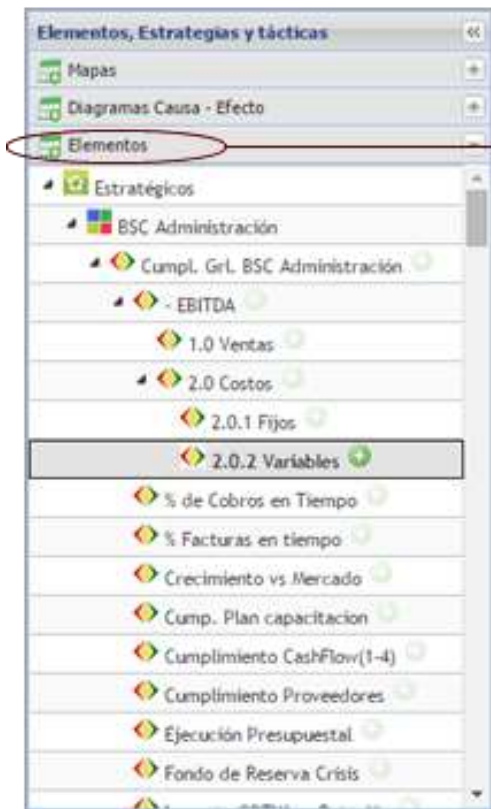 Elementos, Estrategias y tácticas
Mapas
Diagramas Causa - Efecto
Elementos
Estratégicos
BSC Administración
Cumpl. Grl. BSC Administración
- EBITDA
1.0 Ventas
2.0 Costos
2.0.1 Fijos
2.0.2 Variables
% de Cobros en Tiempo
% Facturas en tiempo
Crecimiento vs Mercado
Cump. Plan capacitacion
Cumplimiento CashFlow(1-4)
Cumplimiento Proveedores
Ejecución Presupuestal
Fondo de Reserva Crisis